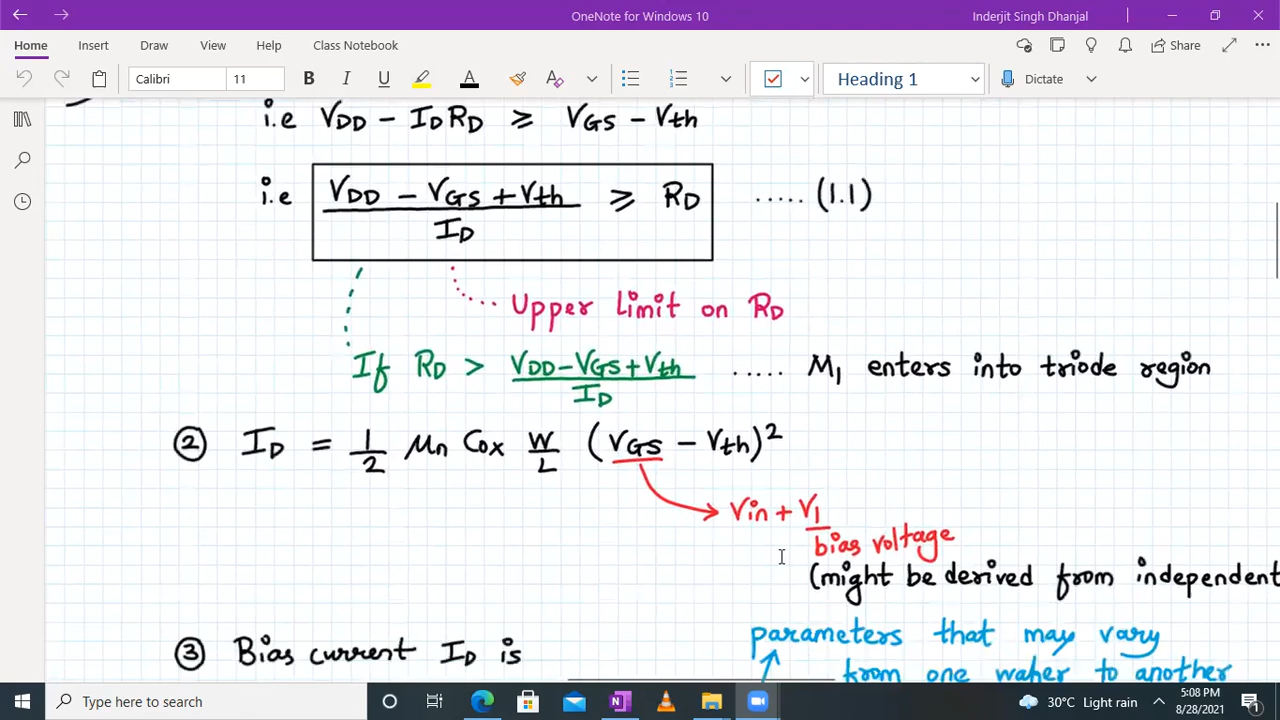 OneNote for Windows 10
Inderjit Singh Dhanjal
Home Insert Draw View Help Class Notebook Share
Calibri 11 B I U A Heading 1 Dictate
i.e VDD - IDRD ≥ VGS - Vth
i.e (VDD - VGS + Vth) / ID ≥ RD ..... (1.1)
Upper Limit on RD
If RD > (VDD - VGS + Vth) / ID ..... M1 enters into triode region
② ID = 1/2 μn Cox W/L (VGS - Vth)²
Vin + V1
bias voltage
(might be derived from independent
parameters that may vary
③ Bias current ID is
from one waher to another
Type here to search
30°C Light rain
5:08 PM
8/28/2021